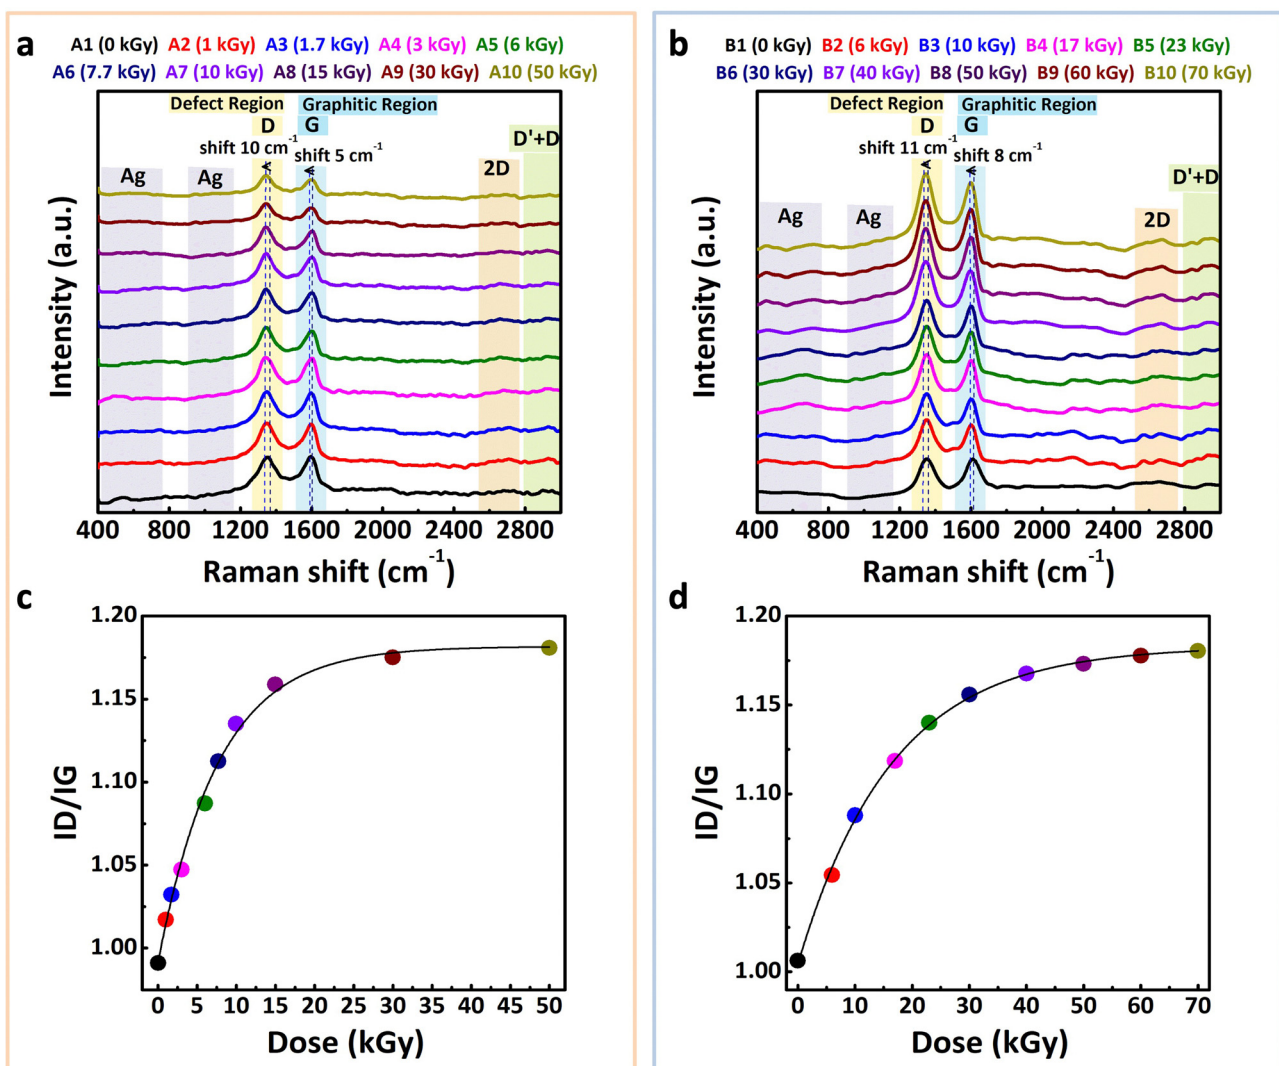 a
A1 (0 kGy) A2 (1 kGy) A3 (1.7 kGy) A4 (3 kGy) A5 (6 kGy)
A6 (7.7 kGy) A7 (10 kGy) A8 (15 kGy) A9 (30 kGy) A10 (50 kGy)
Defect Region Graphitic Region
D G
shift 10 cm⁻¹ shift 5 cm⁻¹
D'+D
Ag Ag 2D
Intensity (a.u.)
400 800 1200 1600 2000 2400 2800
Raman shift (cm⁻¹)
b
B1 (0 kGy) B2 (6 kGy) B3 (10 kGy) B4 (17 kGy) B5 (23 kGy)
B6 (30 kGy) B7 (40 kGy) B8 (50 kGy) B9 (60 kGy) B10 (70 kGy)
Defect Region Graphitic Region
D G
shift 11 cm⁻¹ shift 8 cm⁻¹
D'+D
Ag Ag 2D
Intensity (a.u.)
400 800 1200 1600 2000 2400 2800
Raman shift (cm⁻¹)
c
1.20
1.15
1.10
1.05
1.00
ID/IG
0 5 10 15 20 25 30 35 40 45 50
Dose (kGy)
d
1.20
1.15
1.10
1.05
1.00
ID/IG
0 10 20 30 40 50 60 70
Dose (kGy)